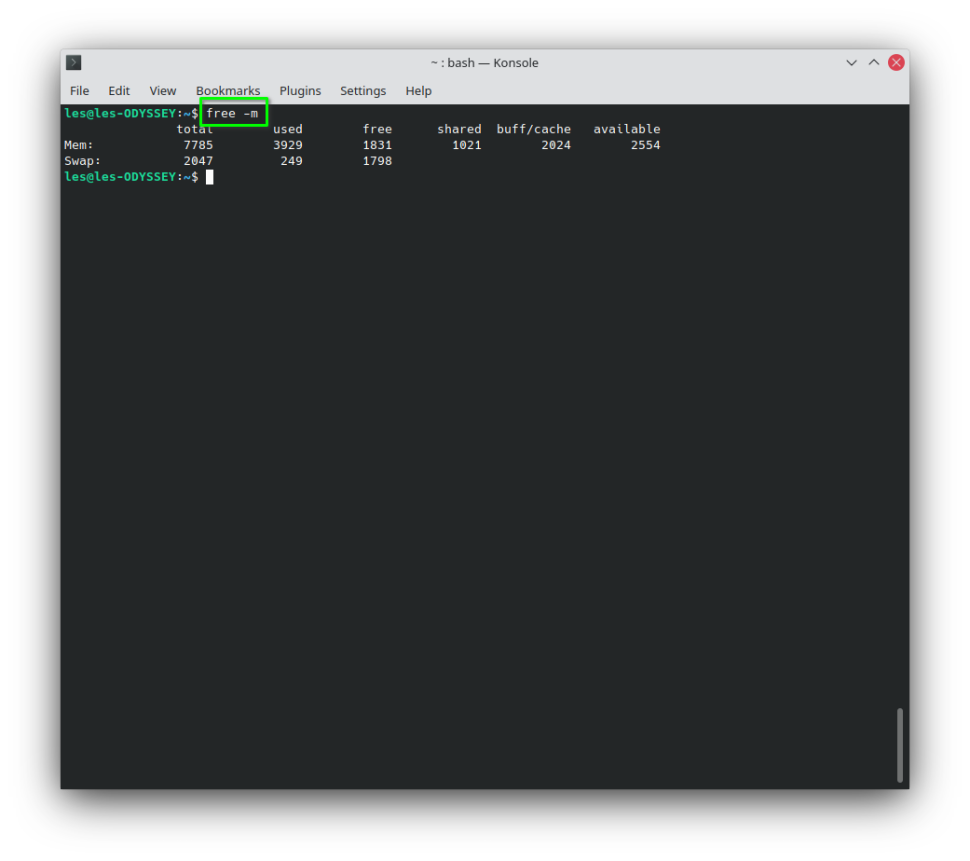 ~ : bash — Konsole
File Edit View Bookmarks Plugins Settings Help
les@les-ODYSSEY:~$ free -m
total used free shared buff/cache available
Mem: 7785 3929 1831 1021 2024 2554
Swap: 2047 249 1798
les@les-ODYSSEY:~$